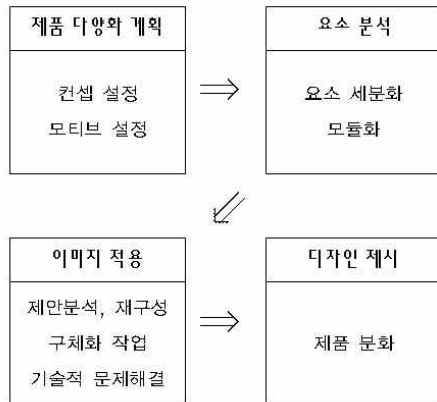 제품 다양화 계획
컨셉 설정
모티브 설정
요소 분석
요소 세분화
모듈화
이미지 적용
제안분석, 재구성
구체화 작업
기술적 문제해결
디자인 제시
제품 분화